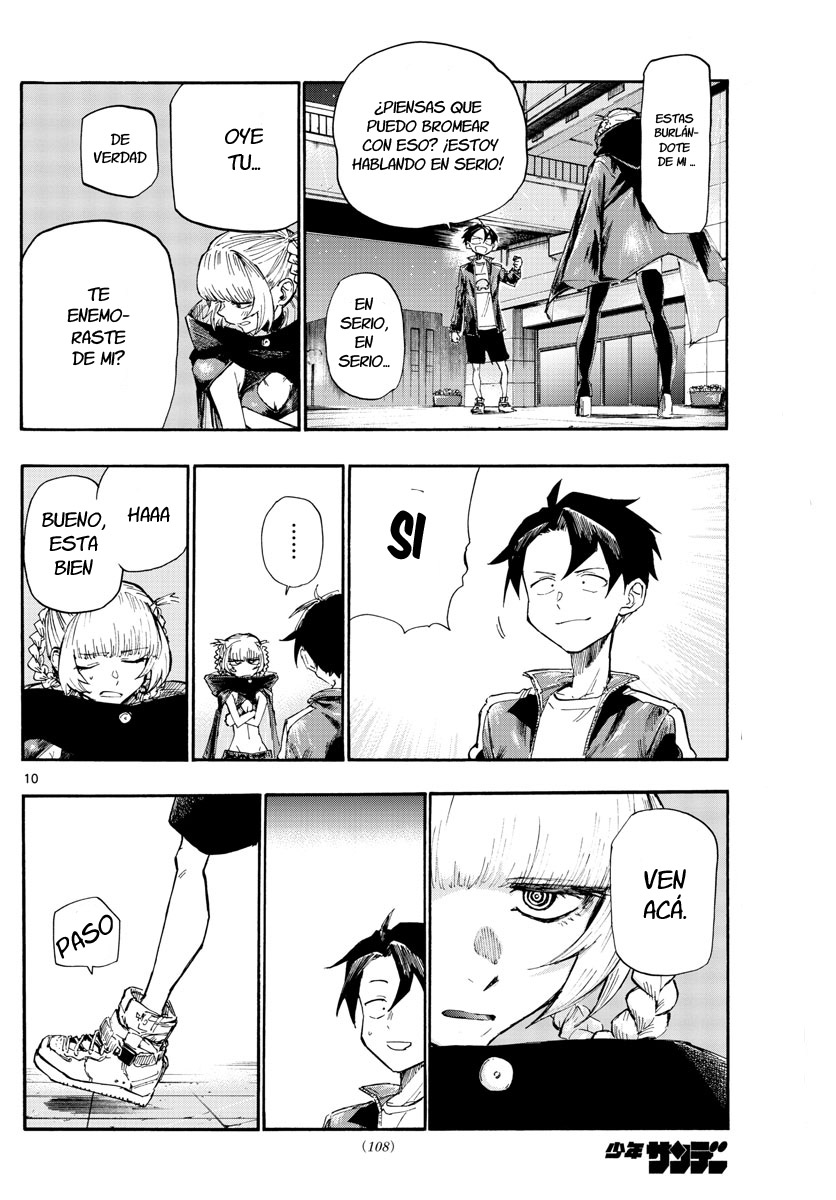 ESTAS
BURLÁN-
DOTE
DE MI ...
¿PIENSAS QUE
PUEDO BROMEAR
CON ESO? ¡ESTOY
HABLANDO EN SERIO!
EN
SERIO,
EN
SERIO...
OYE
TU...
DE
VERDAD
TE
ENEMO-
RASTE
DE MI?
SI
......
HAAA
BUENO,
ESTA
BIEN
10
VEN
ACÁ.
PASO
(108)
少年サンデー